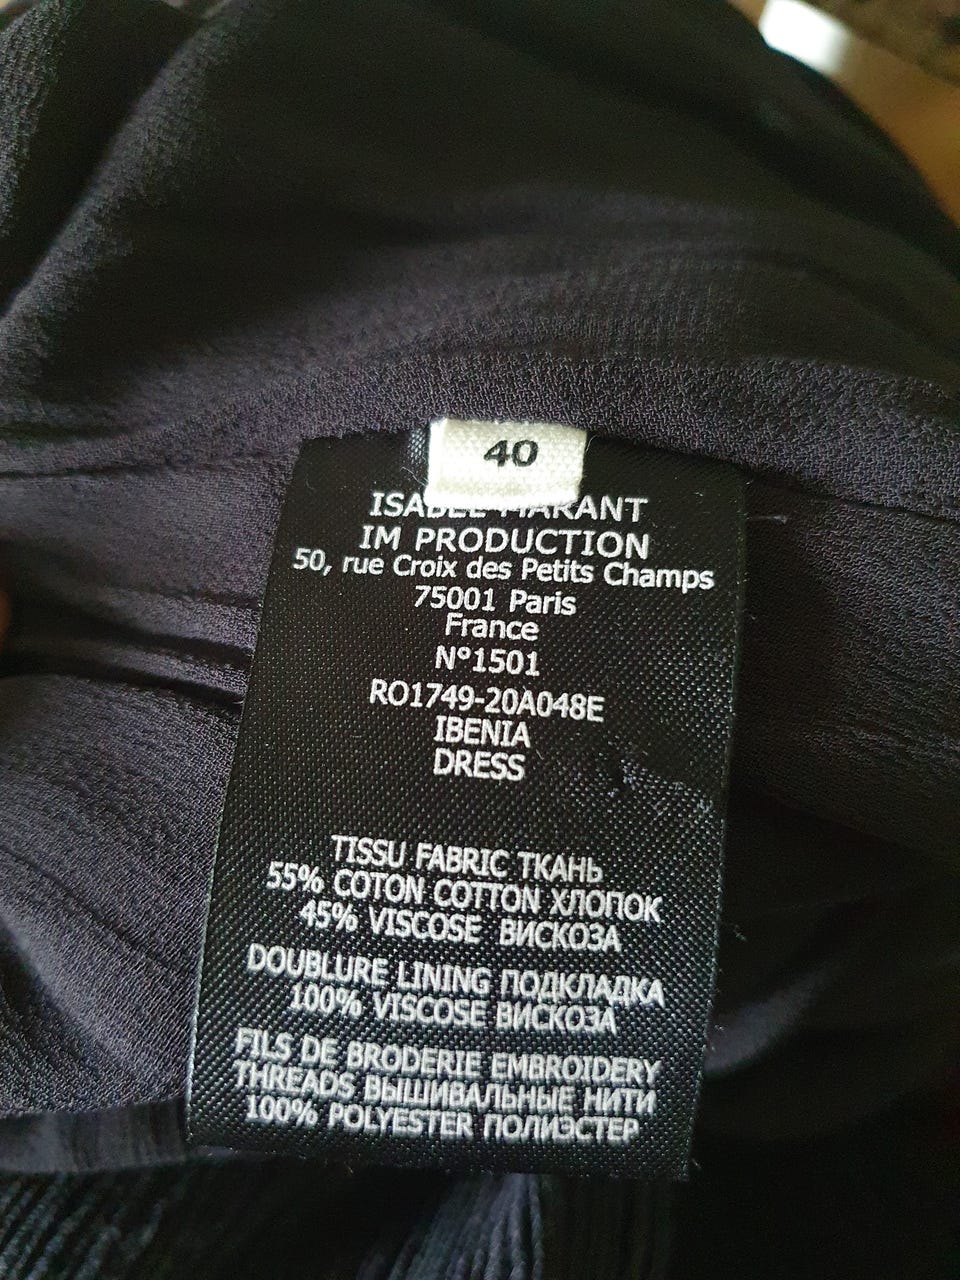 40
ISABEL MARANT
IM PRODUCTION
50, rue Croix des Petits Champs
75001 Paris
France
N°1501
RO1749-20A048E
IBENIA
DRESS
TISSU FABRIC ТКАНЬ
55% COTON COTTON ХЛОПОК
45% VISCOSE ВИСКОЗА
DOUBLURE LINING ПОДКЛАДКА
100% VISCOSE ВИСКОЗА
FILS DE BRODERIE EMBROIDERY
THREADS ВЫШИВАЛЬНЫЕ НИТИ
100% POLYESTER ПОЛИЭСТЕР